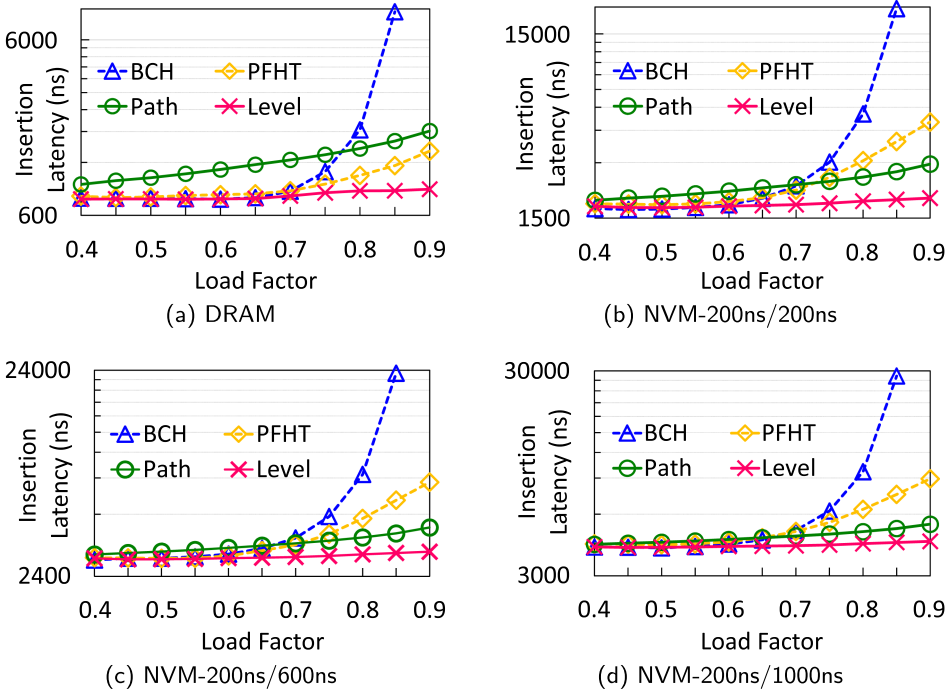 6000
600
Insertion
Latency (ns)
BCH
PFHT
Path
Level
0.4 0.5 0.6 0.7 0.8 0.9
Load Factor
(a) DRAM
15000
1500
Insertion
Latency (ns)
BCH
PFHT
Path
Level
0.4 0.5 0.6 0.7 0.8 0.9
Load Factor
(b) NVM-200ns/200ns
24000
2400
Insertion
Latency (ns)
BCH
PFHT
Path
Level
0.4 0.5 0.6 0.7 0.8 0.9
Load Factor
(c) NVM-200ns/600ns
30000
3000
Insertion
Latency (ns)
BCH
PFHT
Path
Level
0.4 0.5 0.6 0.7 0.8 0.9
Load Factor
(d) NVM-200ns/1000ns